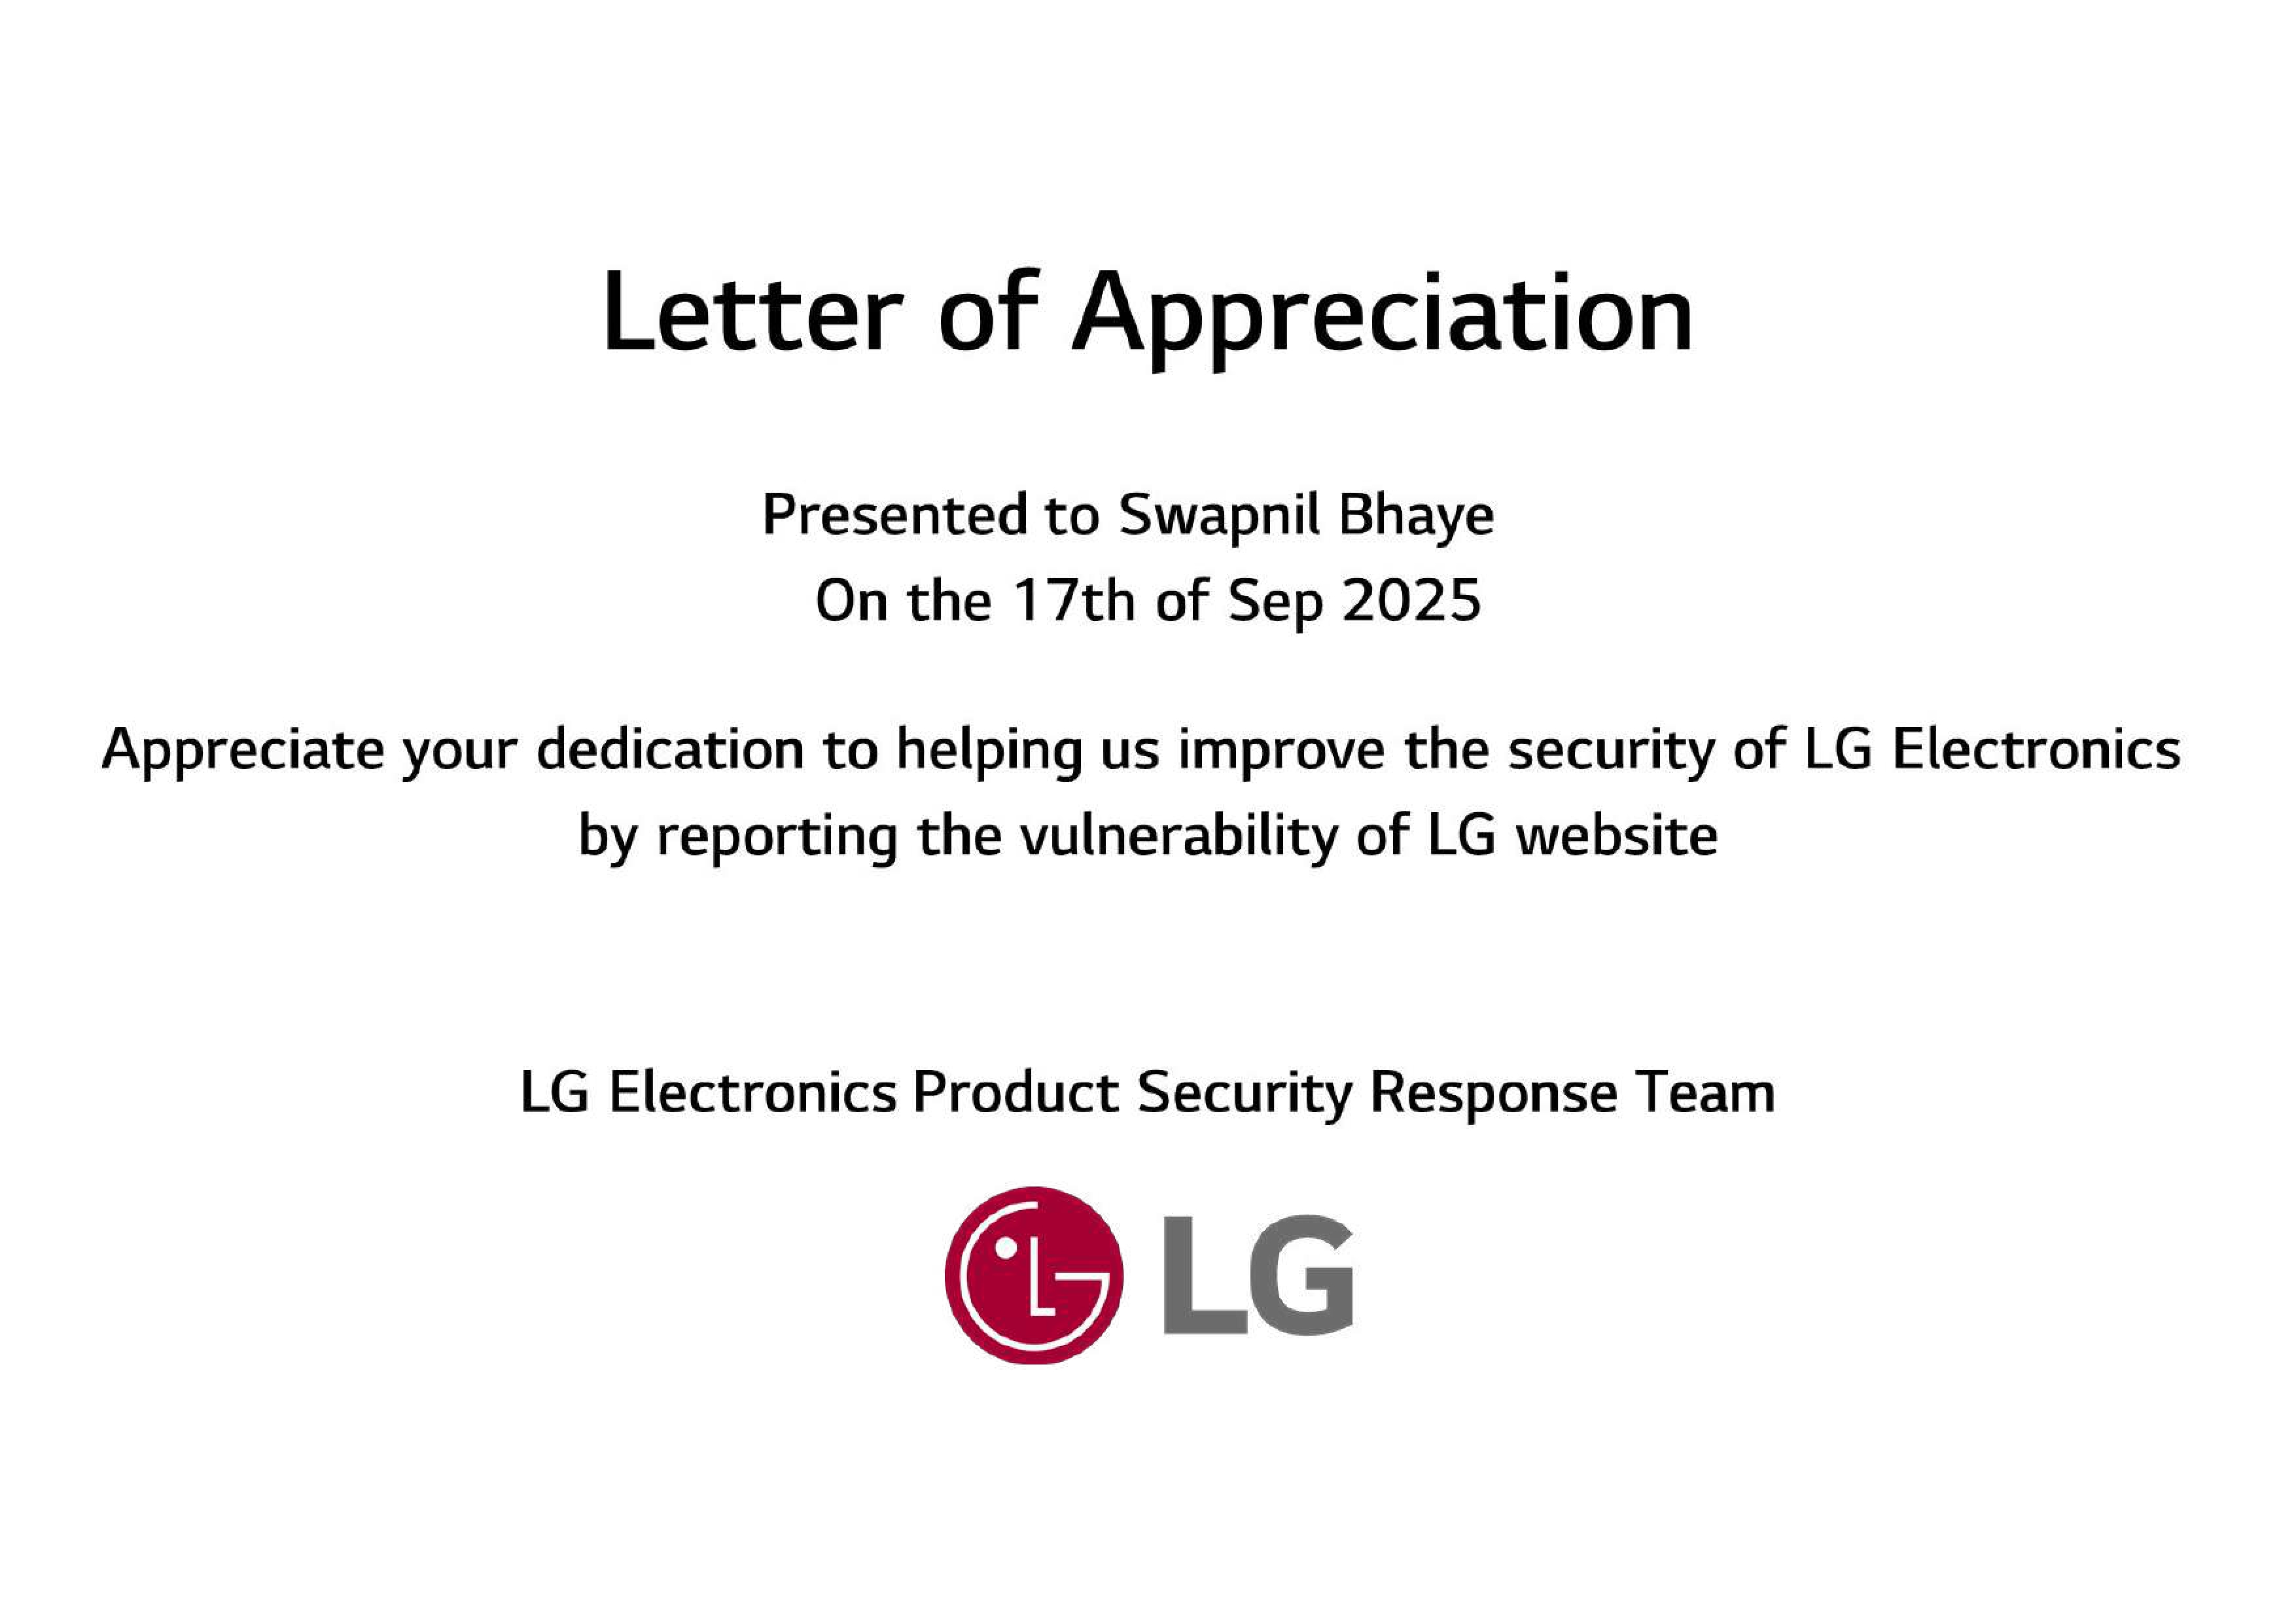 Letter of Appreciation
Presented to Swapnil Bhaye
On the 17th of Sep 2025
Appreciate your dedication to helping us improve the security of LG Electronics
by reporting the vulnerability of LG website
LG Electronics Product Security Response Team
LG